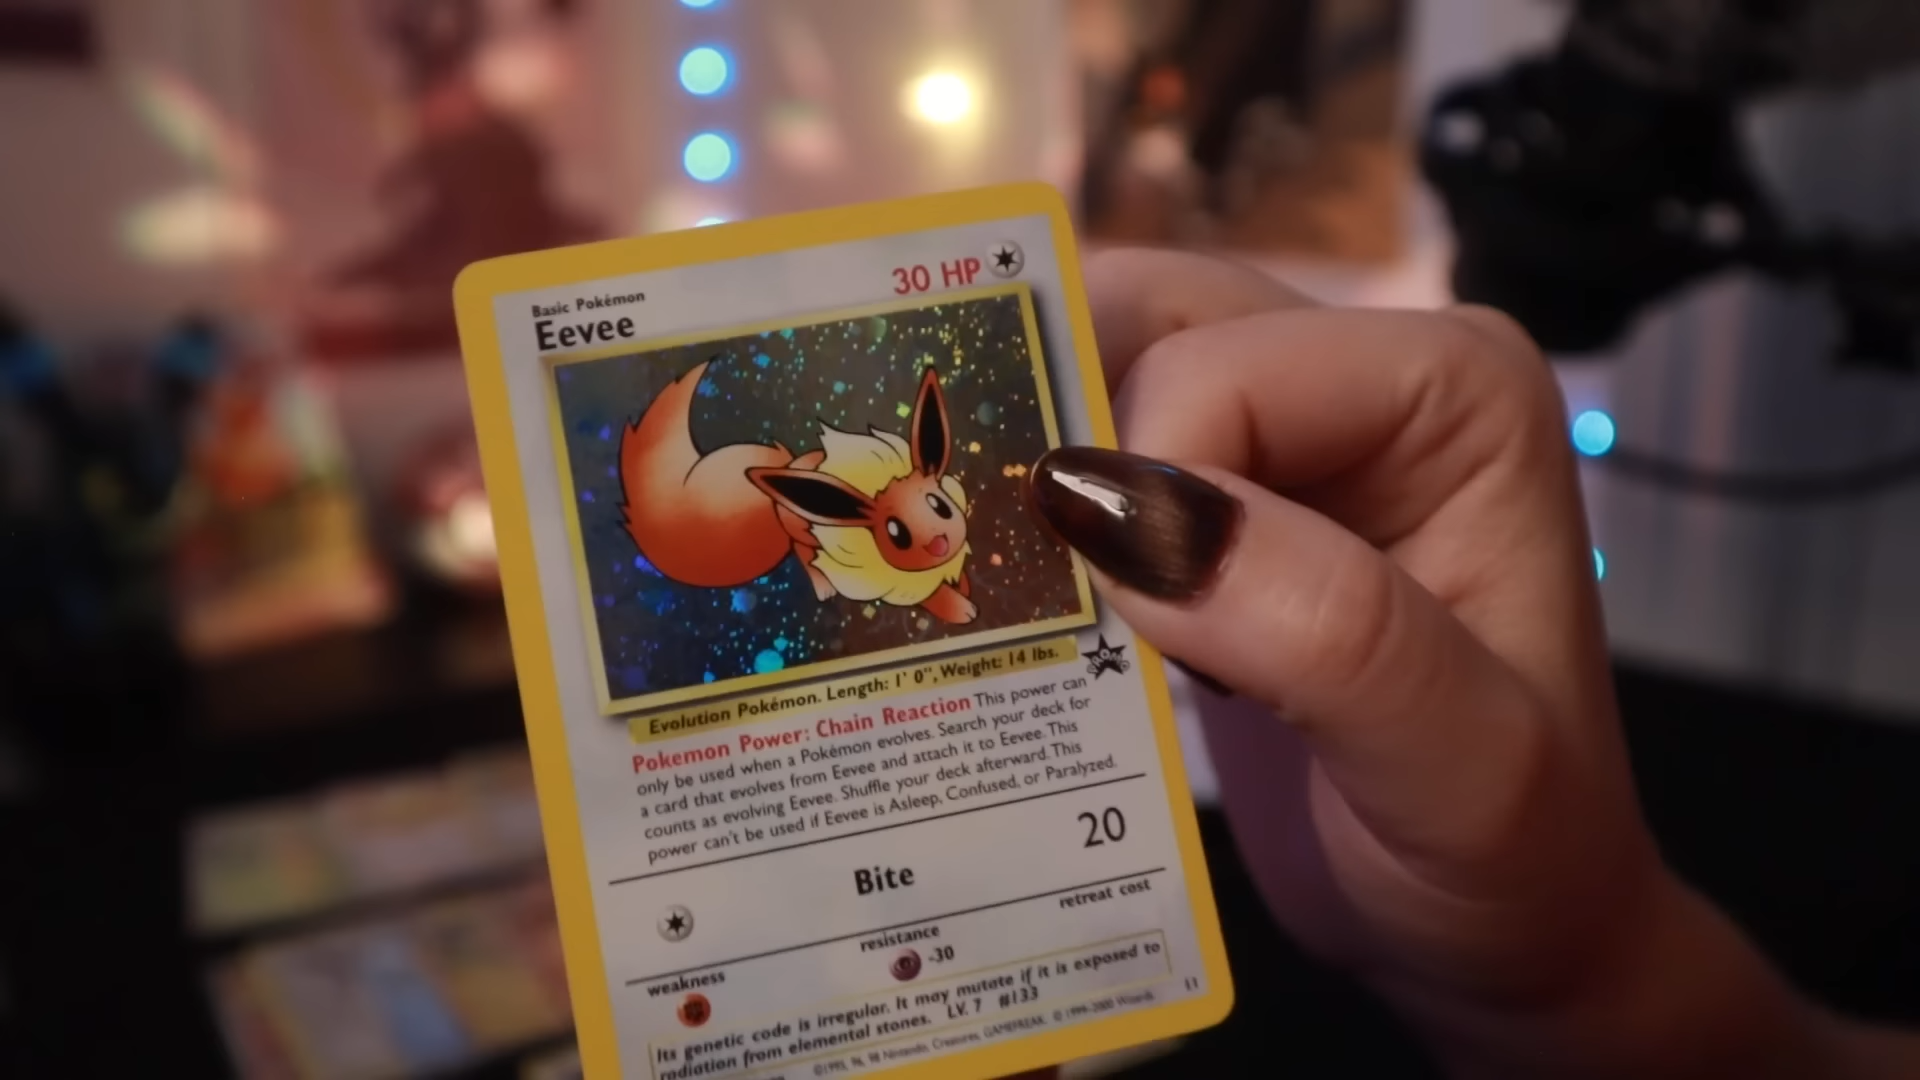 Basic Pokémon
Eevee
30 HP
Evolution Pokémon. Length: 1' 0", Weight: 14 lbs.
PROMO
Pokemon Power: Chain Reaction This power can
only be used when a Pokémon evolves. Search your deck for
a card that evolves from Eevee and attach it to Eevee. This
counts as evolving Eevee. Shuffle your deck afterward. This
power can't be used if Eevee is Asleep, Confused, or Paralyzed.
Bite
20
weakness
resistance
-30
retreat cost
Its genetic code is irregular. It may mutate if it is exposed to
radiation from elemental stones. LV. 7 #133
©1995, 96, 98 Nintendo, Creatures, GAMEFREAK. © 1999-2000 Wizards
11